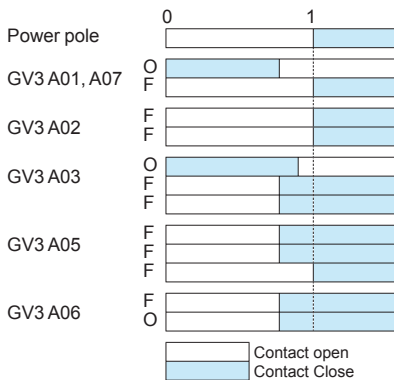 0 1
Power pole
GV3 A01, A07 O
F
GV3 A02 F
F
GV3 A03 O
F
F
GV3 A05 F
F
F
GV3 A06 F
O
Contact open
Contact Close